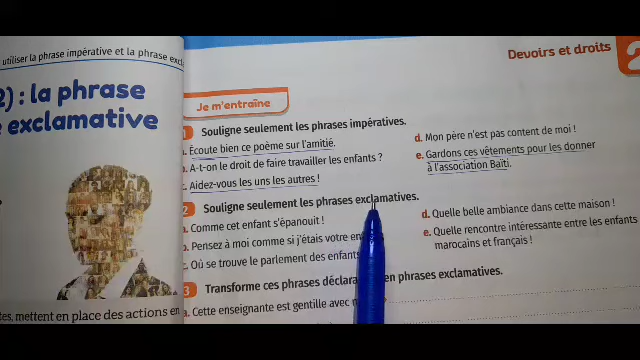 utiliser la phrase impérative et la phrase
Devoirs et droits
2
2) : la phrase
exclamative
Je m'entraîne
1 Souligne seulement les phrases impératives.
a. Écoute bien ce poème sur l'amitié.
b. A-t-on le droit de faire travailler les enfants ?
c. Aidez-vous les uns les autres !
d. Mon père n'est pas content de moi !
e. Gardons ces vêtements pour les donner
à l'association Baïti.
2 Souligne seulement les phrases exclamatives.
a. Comme cet enfant s'épanouit !
b. Pensez à moi comme si j'étais votre
c. Où se trouve le parlement des enfants
d. Quelle belle ambiance dans cette maison !
e. Quelle rencontre intéressante entre les enfants
marocains et français !
3 Transforme ces phrases en phrases exclamatives.
a. Cette enseignante est gentille avec
mettent en place des actions en